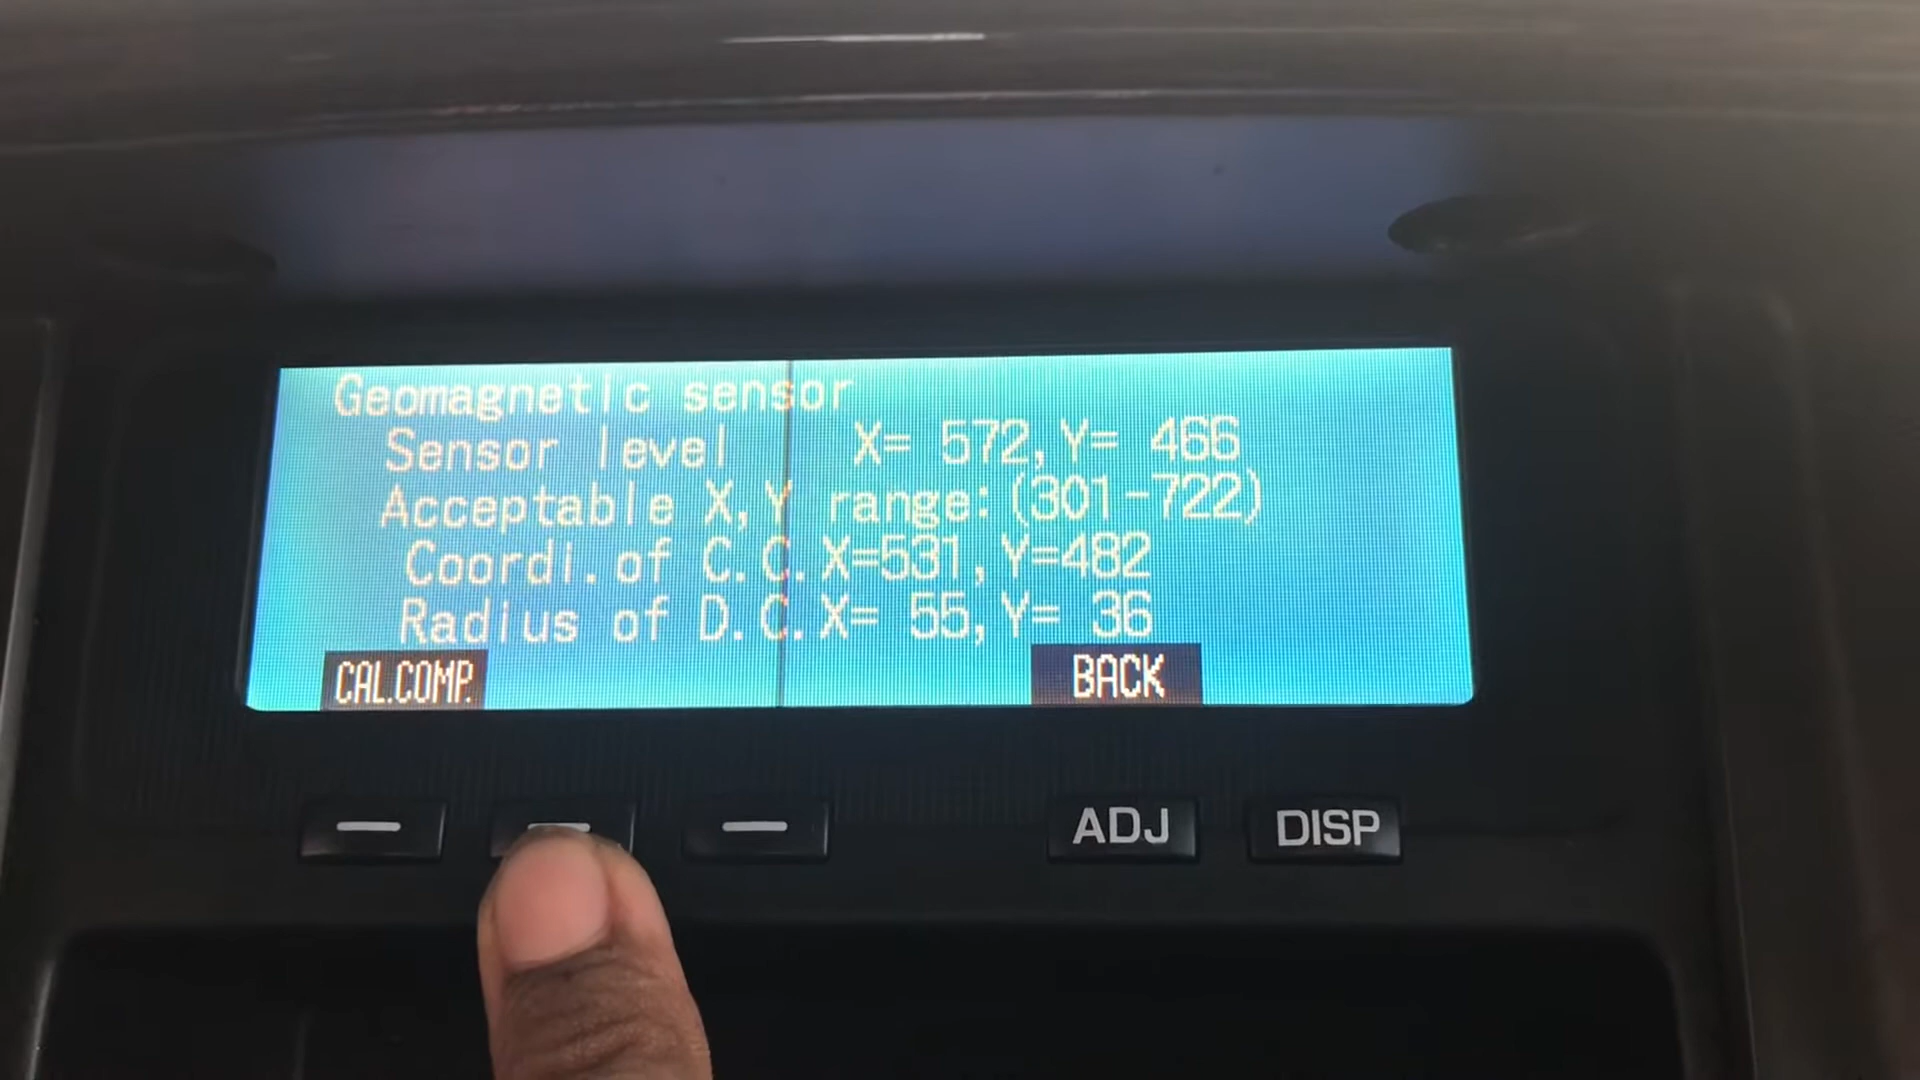 Geomagnetic sensor
Sensor level X= 572,Y= 466
Acceptable X,Y range:(301-722)
Coordi.of C.C.X=531,Y=482
Radius of D.C.X= 55,Y= 36
CAL.COMP. BACK
ADJ DISP